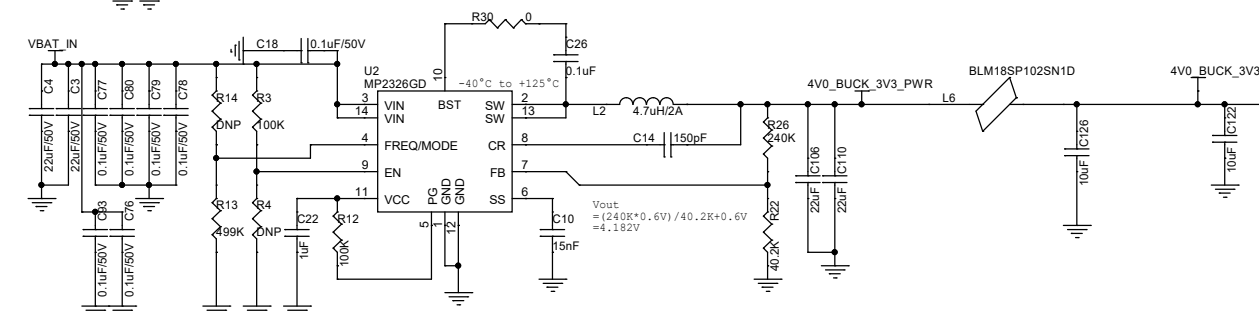 R30
0
C26
0.1uF
VBAT_IN
C18
0.1uF/50V
U2
MP2326GD
-40°C to +125°C
C4
22uF/50V
C3
22uF/50V
C77
0.1uF/50V
C80
0.1uF/50V
C79
0.1uF/50V
C78
0.1uF/50V
R14
DNP
R3
100K
10
BST
3
VIN
14
VIN
4
FREQ/MODE
9
EN
11
VCC
SW
2
SW
13
CR
8
FB
7
SS
6
PG
GND
GND
5
1
12
L2
4.7uH/2A
C14
150pF
4V0_BUCK_3V3_PWR
L6
BLM18SP102SN1D
4V0_BUCK_3V3
R26
240K
C106
22uF
C110
22uF
C126
10uF
C122
10uF
R13
499K
R4
DNP
C22
1uF
R12
100K
C10
15nF
Vout
=(240K*0.6V)/40.2K+0.6V
=4.182V
R22
40.2K
C93
0.1uF/50V
C76
0.1uF/50V